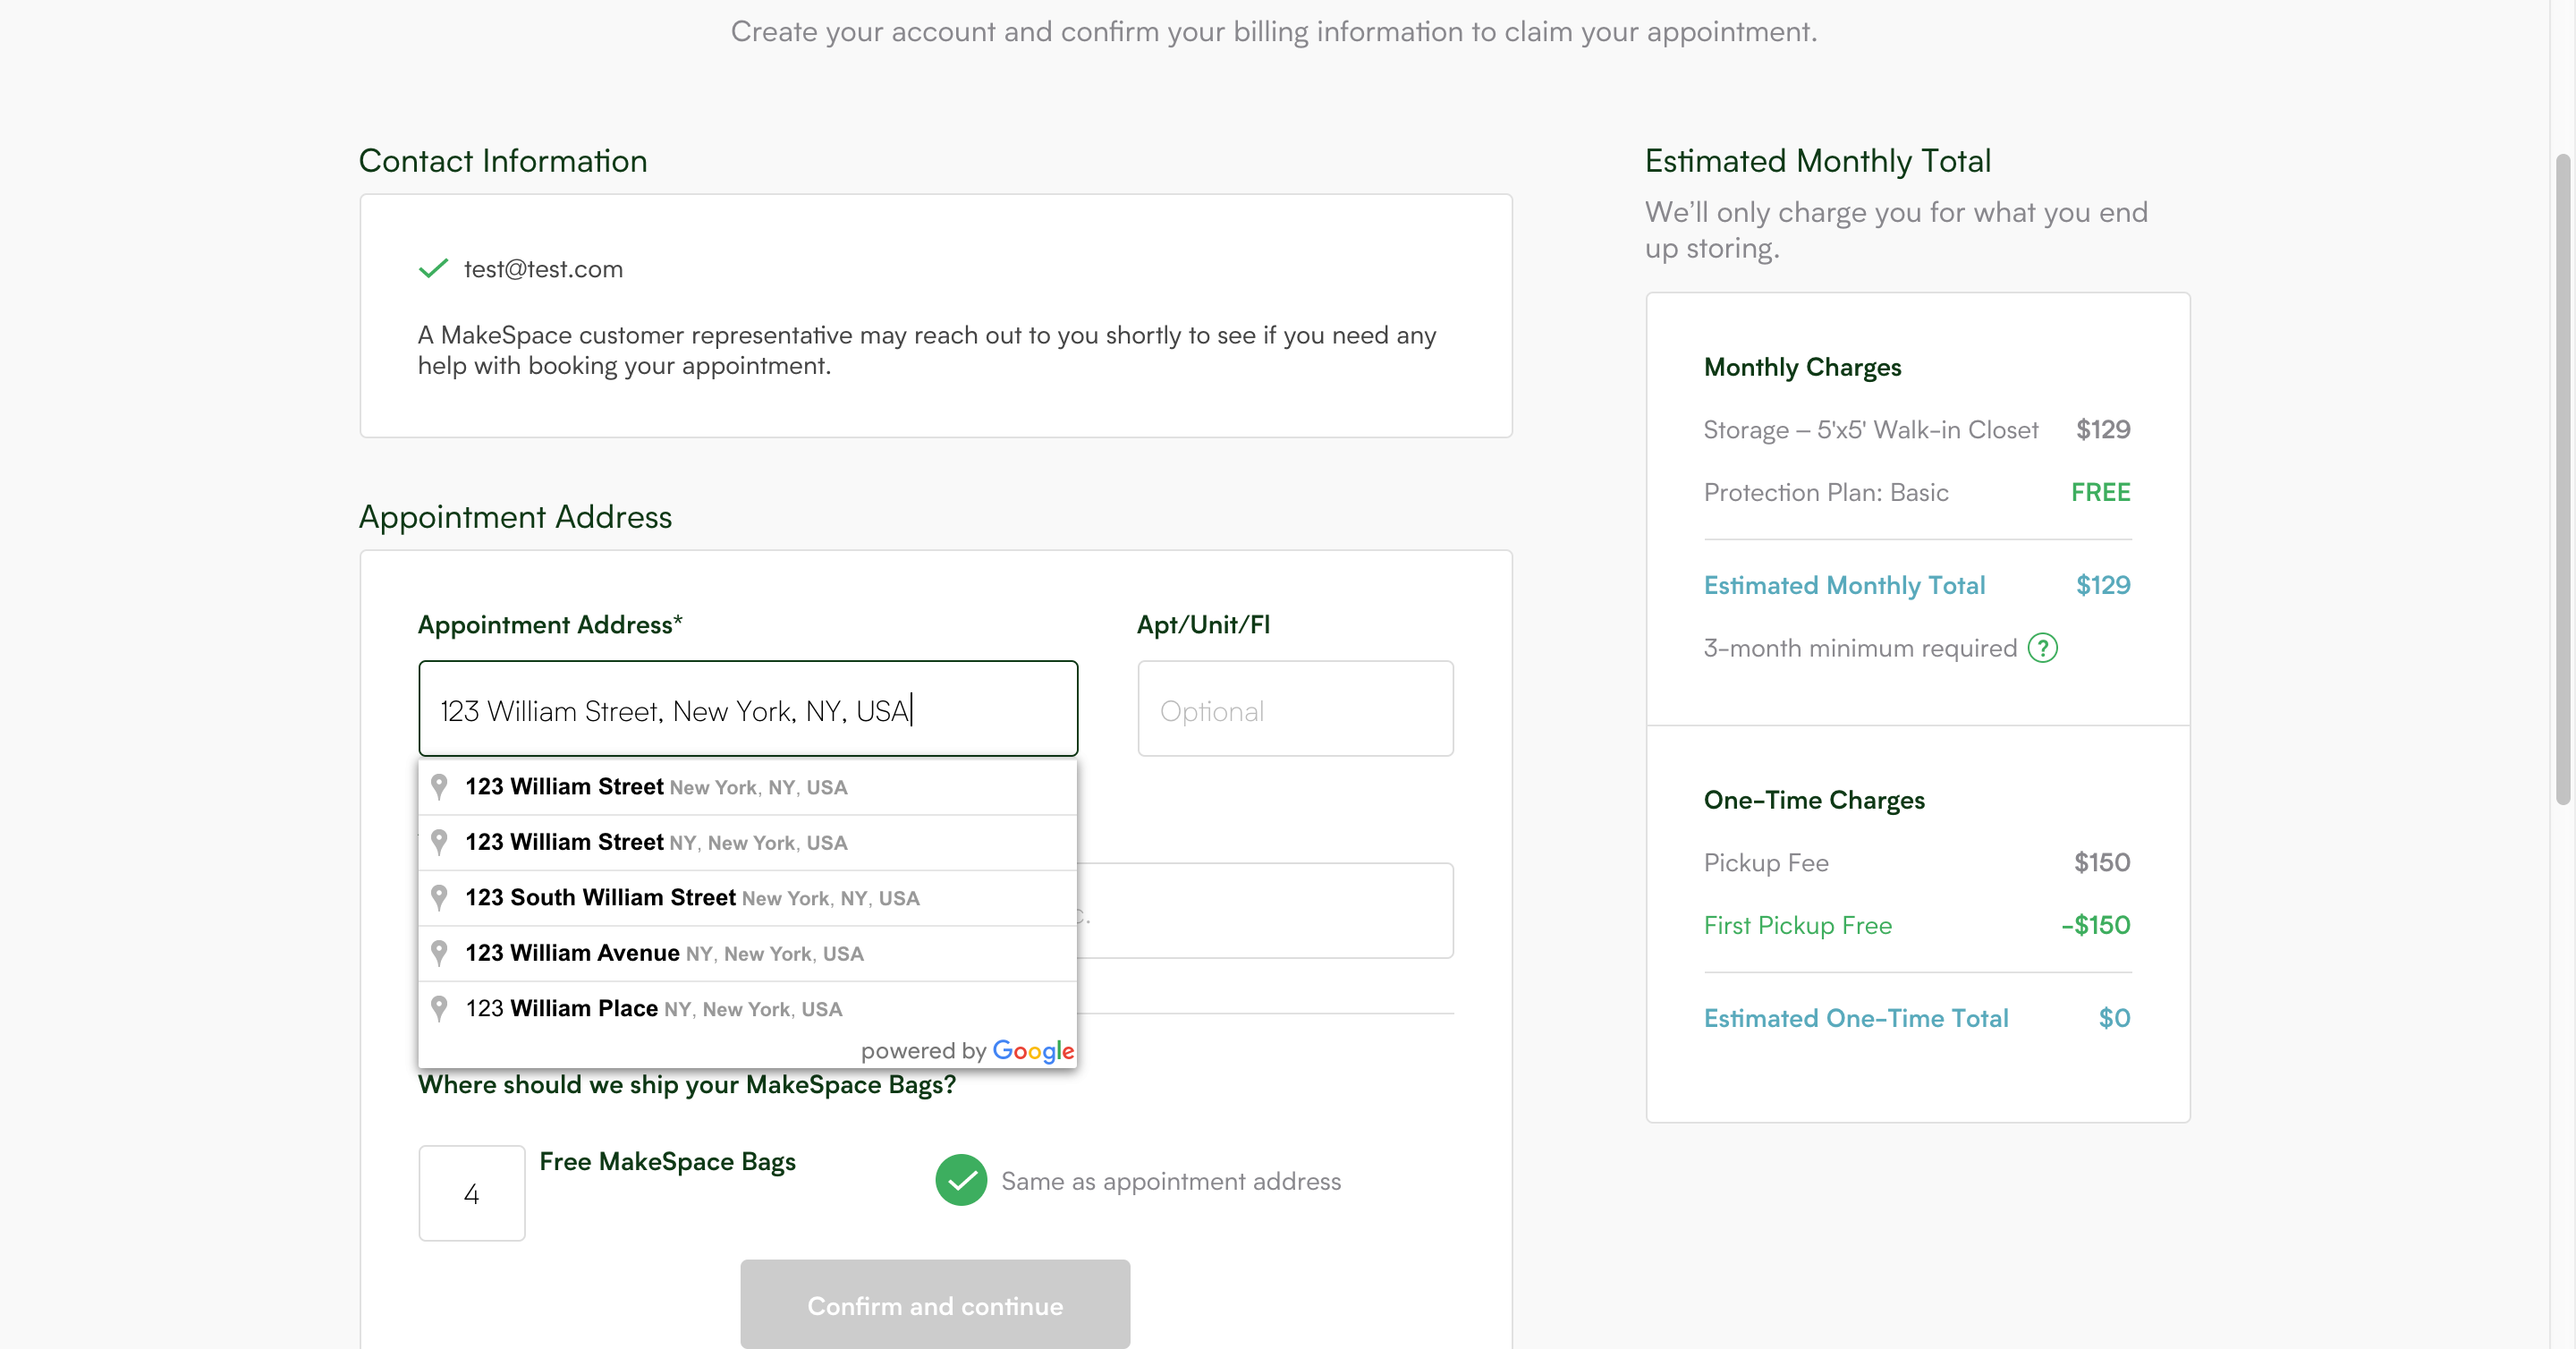 Create your account and confirm your billing information to claim your appointment.
Contact Information
test@test.com
A MakeSpace customer representative may reach out to you shortly to see if you need any
help with booking your appointment.
Appointment Address
Appointment Address*
Apt/Unit/Fl
123 William Street, New York, NY, USA
Optional
123 William Street New York, NY, USA
123 William Street NY, New York, USA
123 South William Street New York, NY, USA
c.
123 William Avenue NY, New York, USA
123 William Place NY, New York, USA
powered by Google
Where should we ship your MakeSpace Bags?
4
Free MakeSpace Bags
Same as appointment address
Confirm and continue
Estimated Monthly Total
We'll only charge you for what you end
up storing.
Monthly Charges
Storage – 5'x5' Walk-in Closet $129
Protection Plan: Basic FREE
Estimated Monthly Total $129
3-month minimum required ?
One-Time Charges
Pickup Fee $150
First Pickup Free -$150
Estimated One-Time Total $0